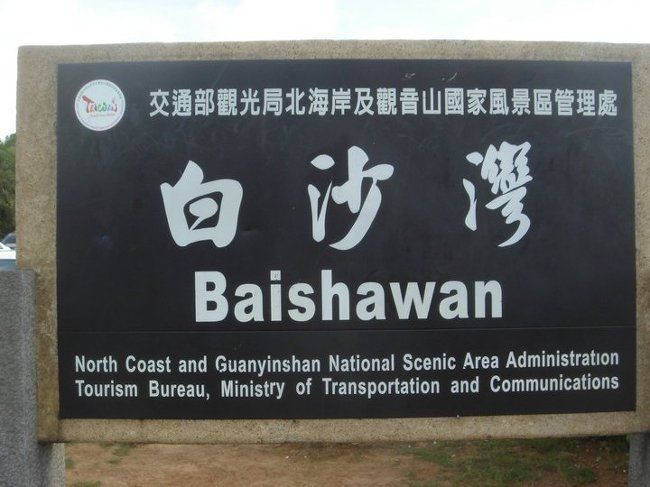 交通部觀光局北海岸及觀音山國家風景區管理處
白沙灣
Baishawan
North Coast and Guanyinshan National Scenic Area Administration
Tourism Bureau, Ministry of Transportation and Communications